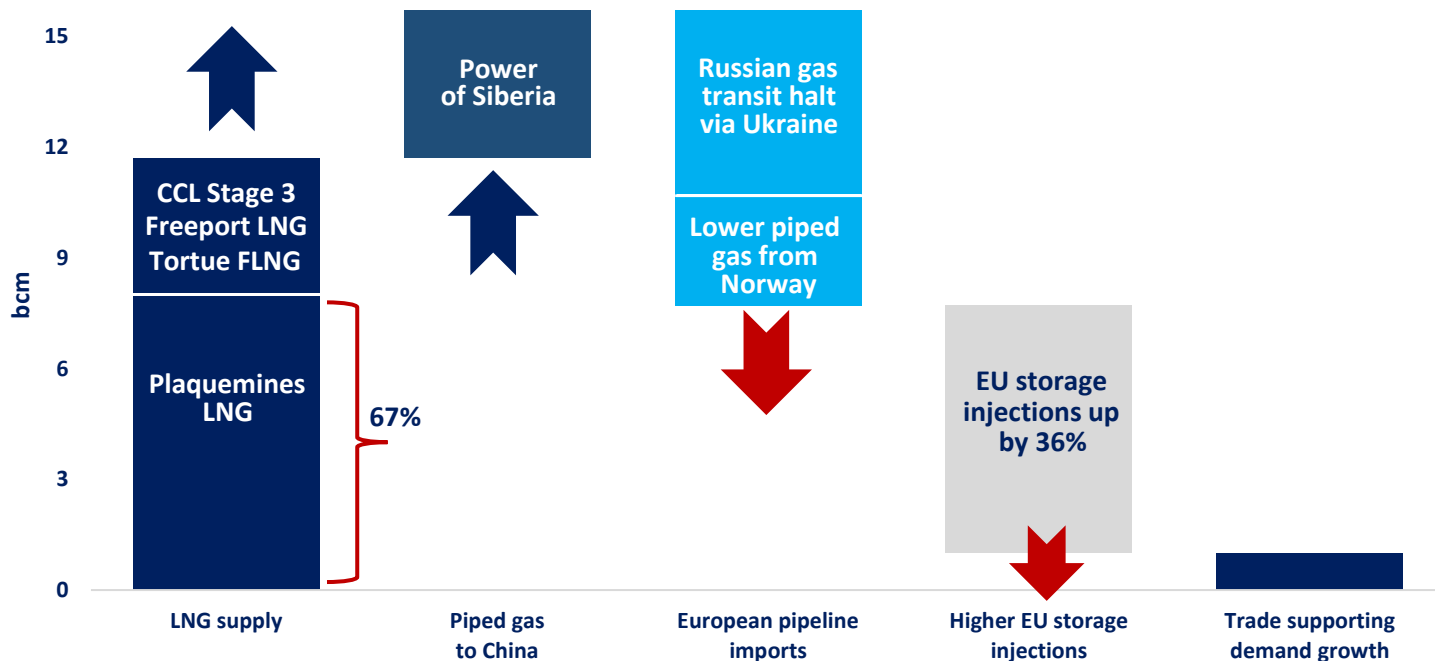 15
12
9
6
3
0
bcm
CCL Stage 3
Freeport LNG
Tortue FLNG
Plaquemines
LNG
67%
Power
of Siberia
Russian gas
transit halt
via Ukraine
Lower piped
gas from
Norway
EU storage
injections up
by 36%
LNG supply
Piped gas
to China
European pipeline
imports
Higher EU storage
injections
Trade supporting
demand growth